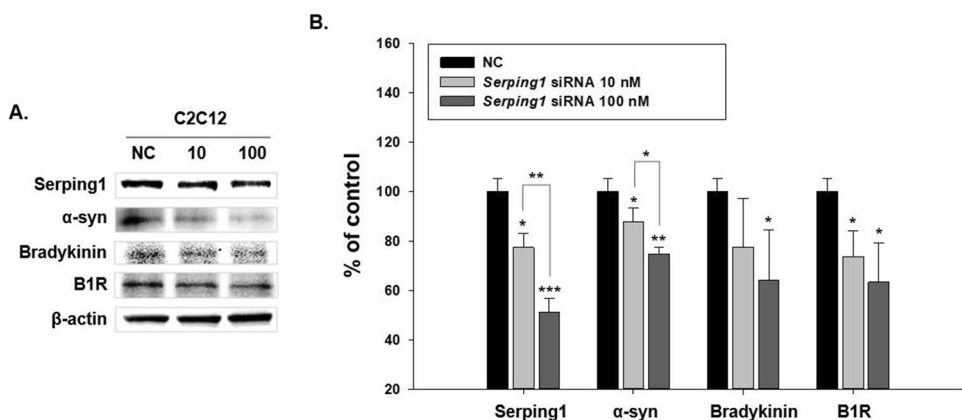 A.
C2C12
NC 10 100
Serping1
α-syn
Bradykinin
B1R
β-actin
B.
% of control
160
140
120
100
80
60
40
20
NC
Serping1 siRNA 10 nM
Serping1 siRNA 100 nM
* ** ***
* * **
*
* *
Serping1 α-syn Bradykinin B1R